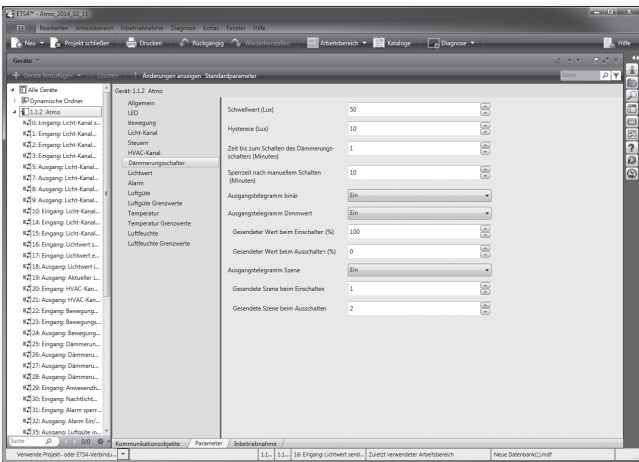 ETS4™ - Atmo_2014_02_11
ETS Bearbeiten Arbeitsbereich Inbetriebnahme Diagnose Extras Fenster Hilfe
Neu Projekt schließen Drucken Rückgängig Wiederherstellen Arbeitsbereich Kataloge Diagnose Hilfe
Geräte
Geräte hinzufügen Löschen Änderungen anzeigen Standardparameter Suche
Alle Geräte
Dynamische Ordner
1.1.2 Atmo
0: Eingang: Licht-Kanal s...
1: Eingang: Licht-Kanal...
2: Eingang: Licht-Kanal...
3: Eingang: Licht-Kanal...
5: Ausgang: Licht-Kanal...
7: Ausgang: Licht-Kanal...
8: Ausgang: Licht-Kanal...
9: Ausgang: Licht-Kanal...
10: Eingang: Licht-Kanal...
14: Eingang: Licht-Kanal...
15: Eingang: Licht-Kanal...
16: Eingang: Lichtwert s...
17: Eingang: Lichtwert e...
18: Ausgang: Lichtwert i...
19: Ausgang: Aktueller L...
20: Eingang: HVAC-Kan...
21: Ausgang: HVAC-Kan...
22: Eingang: Bewegung...
23: Eingang: Bewegungs...
24: Ausgang: Bewegung...
25: Eingang: Dämmerun...
26: Ausgang: Dämmeru...
27: Ausgang: Dämmeru...
28: Ausgang: Dämmeru...
29: Eingang: Anwesendh...
30: Eingang: Nachtlicht...
31: Eingang: Alarm sperr...
32: Ausgang: Alarm Ein/...
35: Ausgang: Luftgüte in...
Suche 0/0
Gerät: 1.1.2 Atmo
Allgemein
LED
Bewegung
Licht-Kanal
Steuern
HVAC-Kanal
Dämmerungsschalter
Lichtwert
Alarm
Luftgüte
Luftgüte Grenzwerte
Temperatur
Temperatur Grenzwerte
Luftfeuchte
Luftfeuchte Grenzwerte
Schwellwert (Lux) 50
Hysterese (Lux) 10
Zeit bis zum Schalten des Dämmerungs- 1
schalters (Minuten)
Sperrzeit nach manuellem Schalten 10
(Minuten)
Ausgangstelegramm binär Ein
Ausgangstelegramm Dimmwert Ein
Gesendeter Wert beim Einschalten (%) 100
Gesendeter Wert beim Ausschalten (%) 0
Ausgangstelegramm Szene Ein
Gesendete Szene beim Einschalten 1
Gesendete Szene beim Ausschalten 2
Kommunikationsobjekte Parameter Inbetriebnahme
Verwende Projekt- oder ETS4-Verbindu... 1.1... 1.1... 16: Eingang: Lichtwert send... Zuletzt verwendeter Arbeitsbereich Neue Datenbank(1).mdf